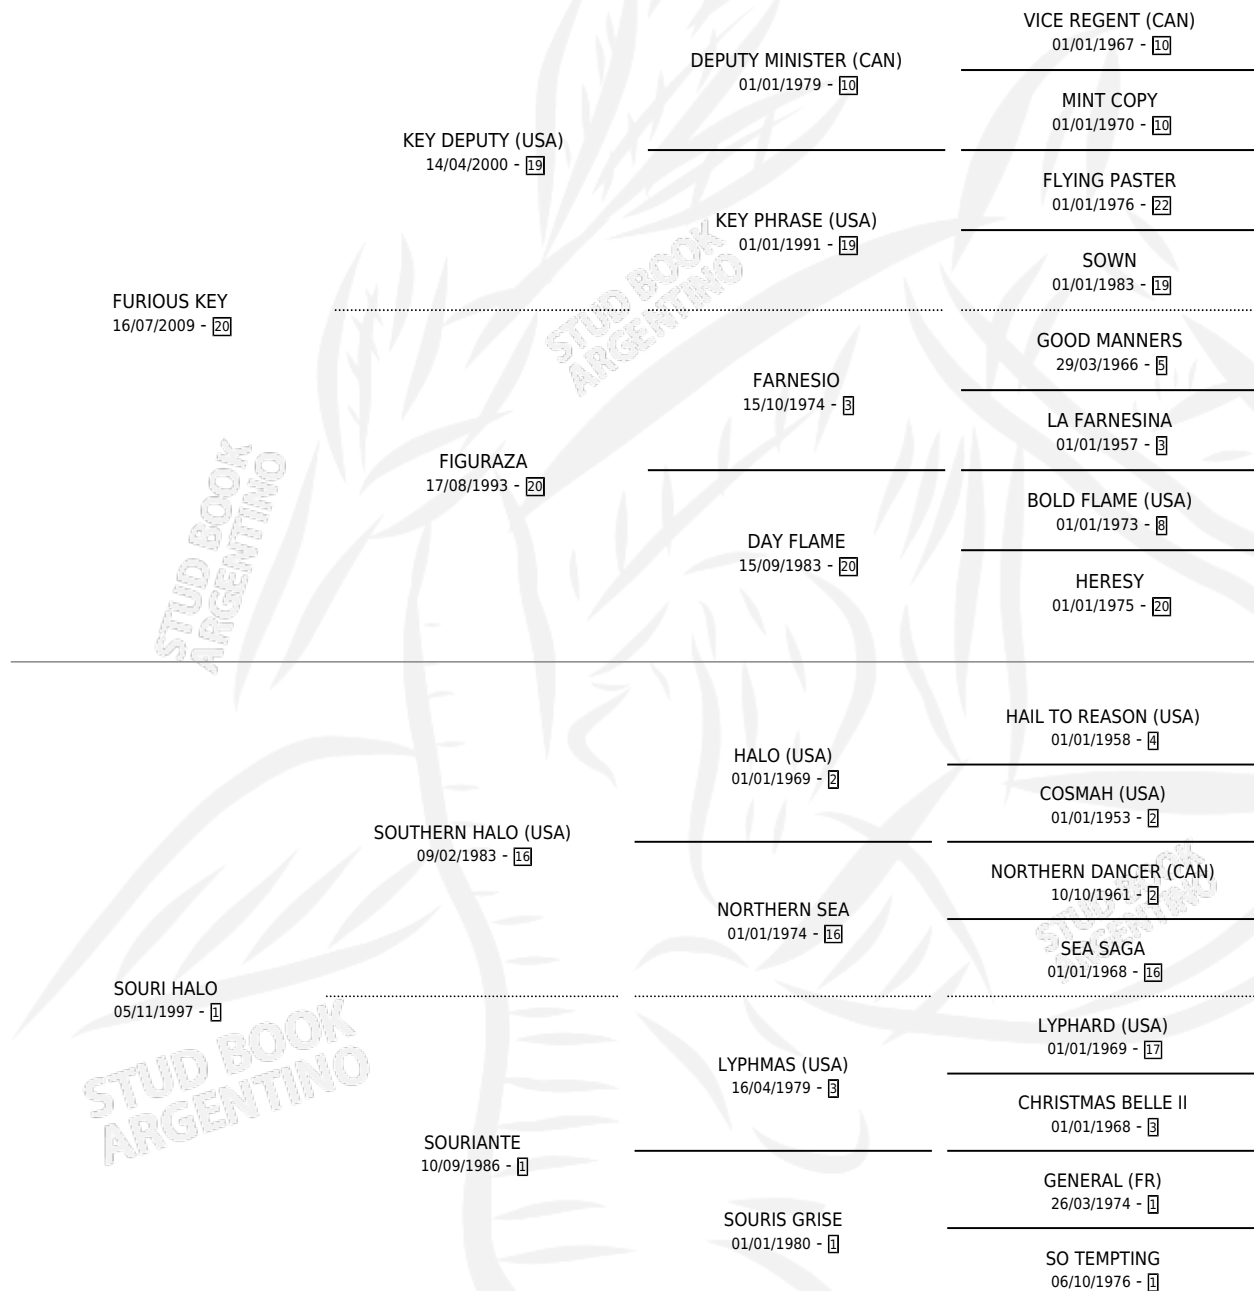 VICE REGENT (CAN)
01/01/1967 - 10
DEPUTY MINISTER (CAN)
01/01/1979 - 10
MINT COPY
01/01/1970 - 10
KEY DEPUTY (USA)
14/04/2000 - 19
FLYING PASTER
01/01/1976 - 22
KEY PHRASE (USA)
01/01/1991 - 19
SOWN
01/01/1983 - 19
FURIOUS KEY
16/07/2009 - 20
GOOD MANNERS
29/03/1966 - 5
FARNESIO
15/10/1974 - 3
LA FARNESINA
01/01/1957 - 3
FIGURAZA
17/08/1993 - 20
BOLD FLAME (USA)
01/01/1973 - 8
DAY FLAME
15/09/1983 - 20
HERESY
01/01/1975 - 20
HAIL TO REASON (USA)
01/01/1958 - 4
HALO (USA)
01/01/1969 - 2
COSMAH (USA)
01/01/1953 - 2
SOUTHERN HALO (USA)
09/02/1983 - 16
NORTHERN DANCER (CAN)
10/10/1961 - 2
NORTHERN SEA
01/01/1974 - 16
SEA SAGA
01/01/1968 - 16
SOURI HALO
05/11/1997 - 1
LYPHARD (USA)
01/01/1969 - 17
LYPHMAS (USA)
16/04/1979 - 3
CHRISTMAS BELLE II
01/01/1968 - 3
SOURIANTE
10/09/1986 - 1
GENERAL (FR)
26/03/1974 - 1
SOURIS GRISE
01/01/1980 - 1
SO TEMPTING
06/10/1976 - 1
STUD BOOK
ARGENTINO
STUD BOOK
ARGENTINO
STUD BOOK
ARGENTINO
STUD BOOK
ARGENTINO